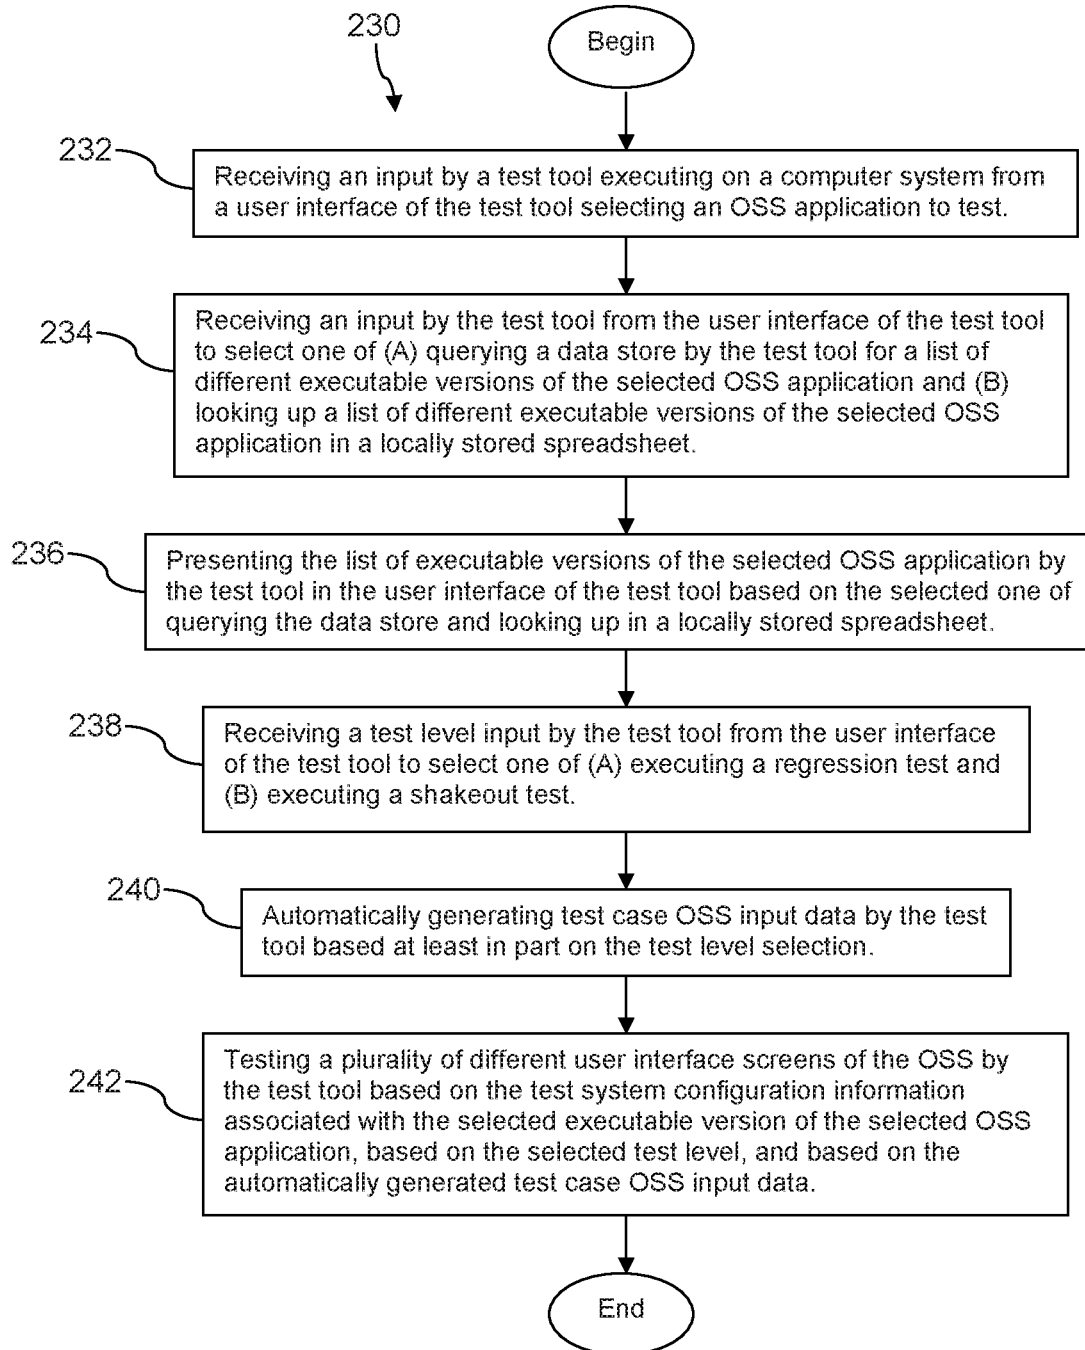 230
Begin
232
Receiving an input by a test tool executing on a computer system from
a user interface of the test tool selecting an OSS application to test.
234
Receiving an input by the test tool from the user interface of the test tool
to select one of (A) querying a data store by the test tool for a list of
different executable versions of the selected OSS application and (B)
looking up a list of different executable versions of the selected OSS
application in a locally stored spreadsheet.
236
Presenting the list of executable versions of the selected OSS application by
the test tool in the user interface of the test tool based on the selected one of
querying the data store and looking up in a locally stored spreadsheet.
238
Receiving a test level input by the test tool from the user interface
of the test tool to select one of (A) executing a regression test and
(B) executing a shakeout test.
240
Automatically generating test case OSS input data by the test
tool based at least in part on the test level selection.
242
Testing a plurality of different user interface screens of the OSS by
the test tool based on the test system configuration information
associated with the selected executable version of the selected OSS
application, based on the selected test level, and based on the
automatically generated test case OSS input data.
End